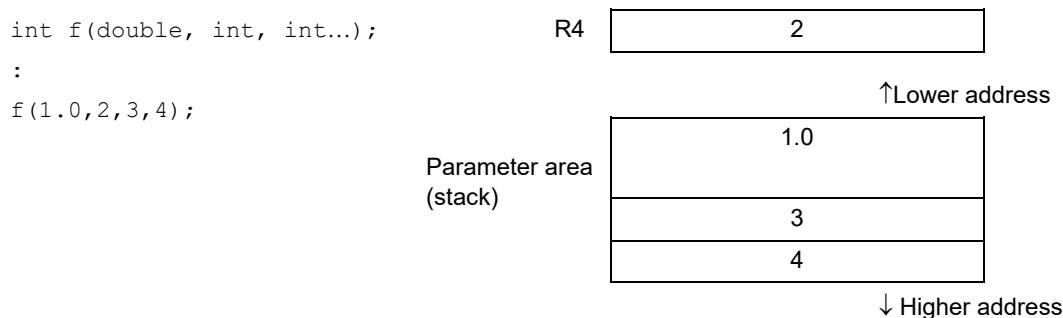 int f(double, int, int…);
:
f(1.0,2,3,4);
R4
2
↑Lower address
Parameter area
(stack)
1.0
3
4
↓ Higher address